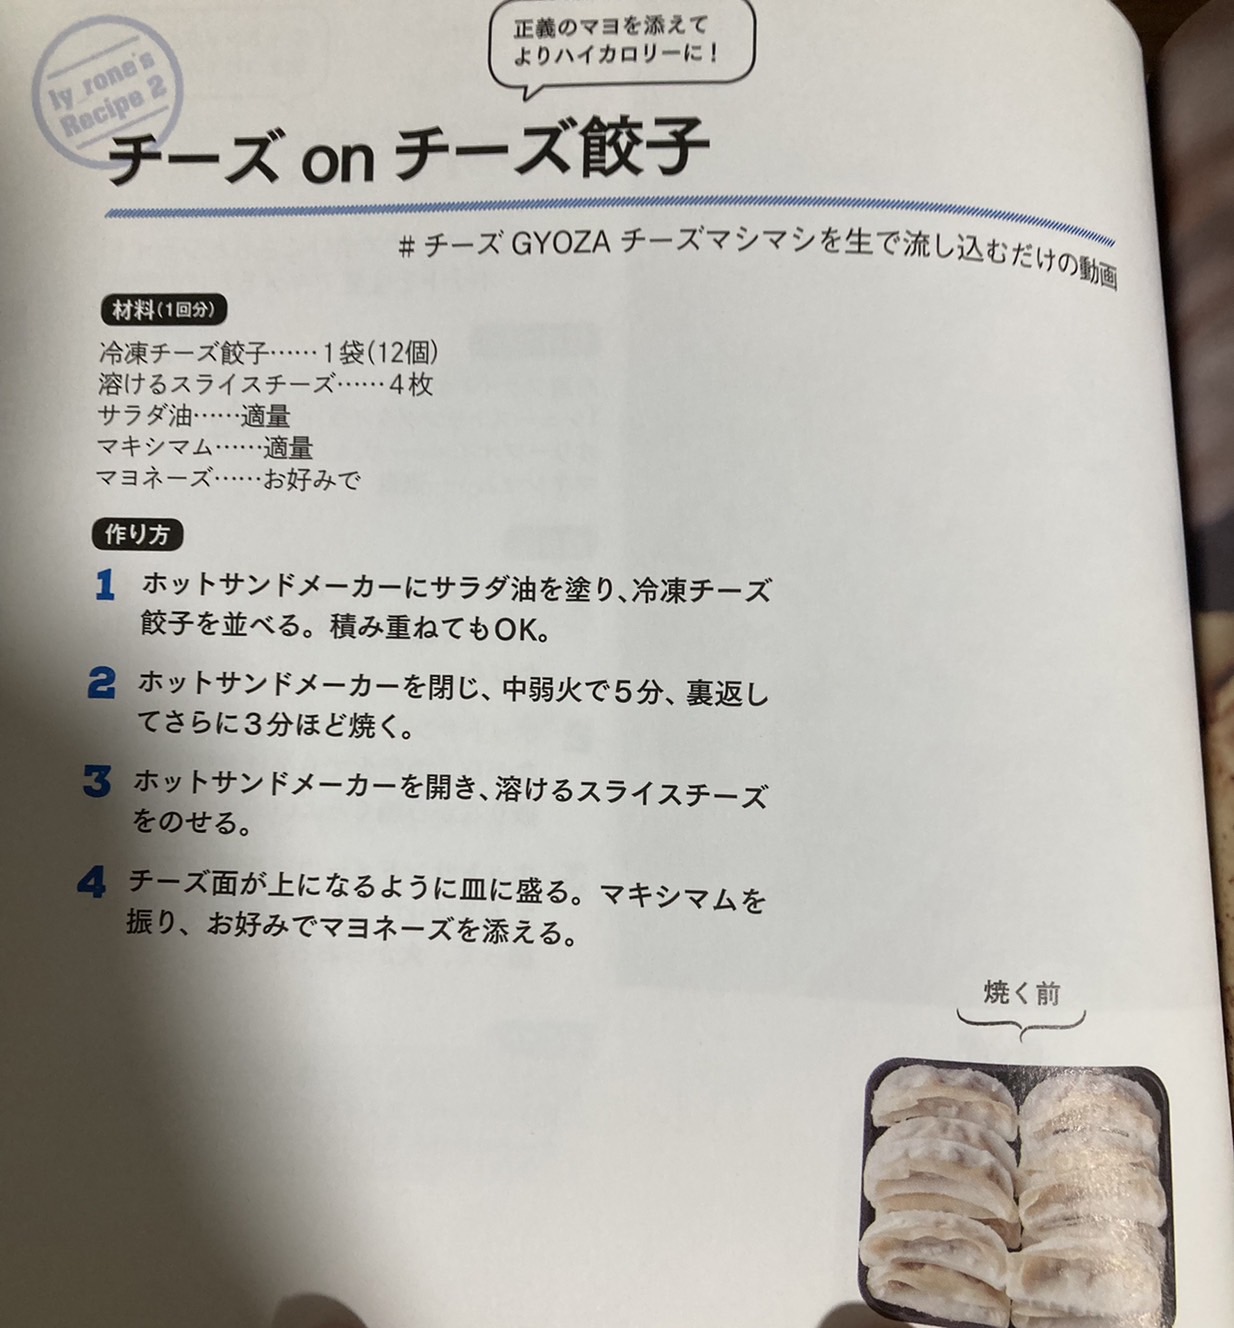 正義のマヨを添えて
よりハイカロリーに！
ly_rone's
Recipe 2
チーズ on チーズ餃子
＃チーズ GYOZA チーズマシマシを生で流し込むだけの動画
材料(1回分)
冷凍チーズ餃子……1袋(12個)
溶けるスライスチーズ……4枚
サラダ油……適量
マキシマム……適量
マヨネーズ……お好みで
作り方
1 ホットサンドメーカーにサラダ油を塗り、冷凍チーズ
餃子を並べる。積み重ねてもOK。
2 ホットサンドメーカーを閉じ、中弱火で5分、裏返し
てさらに3分ほど焼く。
3 ホットサンドメーカーを開き、溶けるスライスチーズ
をのせる。
4 チーズ面が上になるように皿に盛る。マキシマムを
振り、お好みでマヨネーズを添える。
焼く前